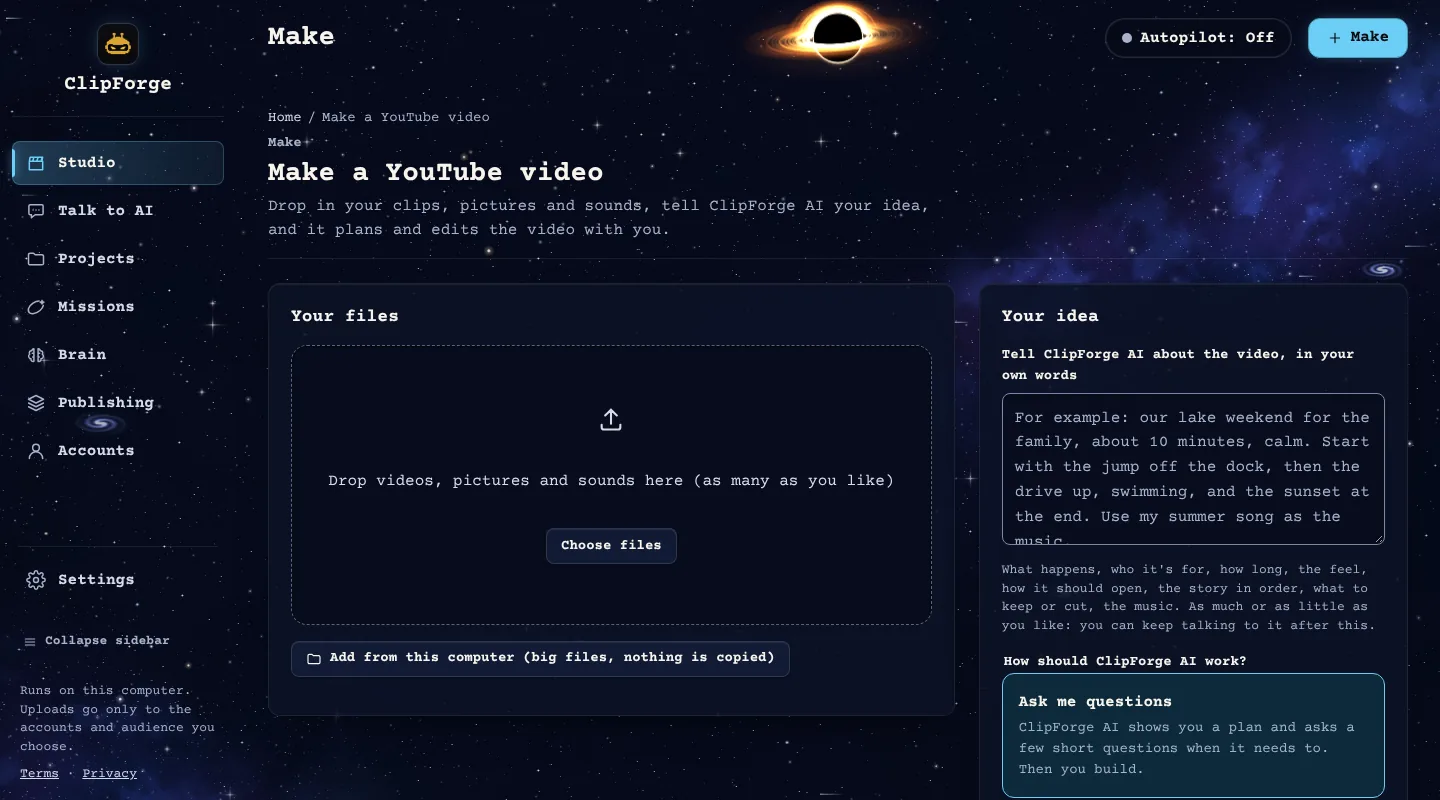 ClipForge
Studio
Talk to AI
Projects
Missions
Brain
Publishing
Accounts
Settings
Collapse sidebar
Runs on this computer.
Uploads go only to the
accounts and audience you
choose.
Terms · Privacy
Make
Autopilot: Off
+ Make
Home / Make a YouTube video
Make
Make a YouTube video
Drop in your clips, pictures and sounds, tell ClipForge AI your idea,
and it plans and edits the video with you.
Your files
Drop videos, pictures and sounds here (as many as you like)
Choose files
Add from this computer (big files, nothing is copied)
Your idea
Tell ClipForge AI about the video, in your
own words
For example: our lake weekend for the
family, about 10 minutes, calm. Start
with the jump off the dock, then the
drive up, swimming, and the sunset at
the end. Use my summer song as the
music.
What happens, who it's for, how long, the feel,
how it should open, the story in order, what to
keep or cut, the music. As much or as little as
you like: you can keep talking to it after this.
How should ClipForge AI work?
Ask me questions
ClipForge AI shows you a plan and asks a
few short questions when it needs to.
Then you build.